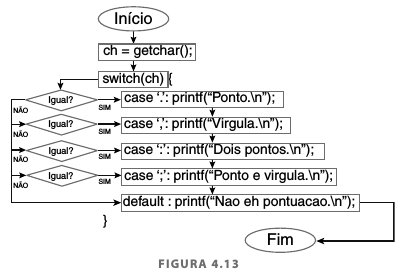 Início
ch = getchar();
switch(ch) {
Igual? SIM case ‘.’: printf(“Ponto.\n”);
NÃO
Igual? SIM case ‘,’: printf(“Virgula.\n”);
NÃO
Igual? SIM case ‘:’: printf(“Dois pontos.\n”);
NÃO
Igual? SIM case ‘;’: printf(“Ponto e virgula.\n”);
NÃO
default : printf(“Nao eh pontuacao.\n”);
}
Fim
FIGURA 4.13